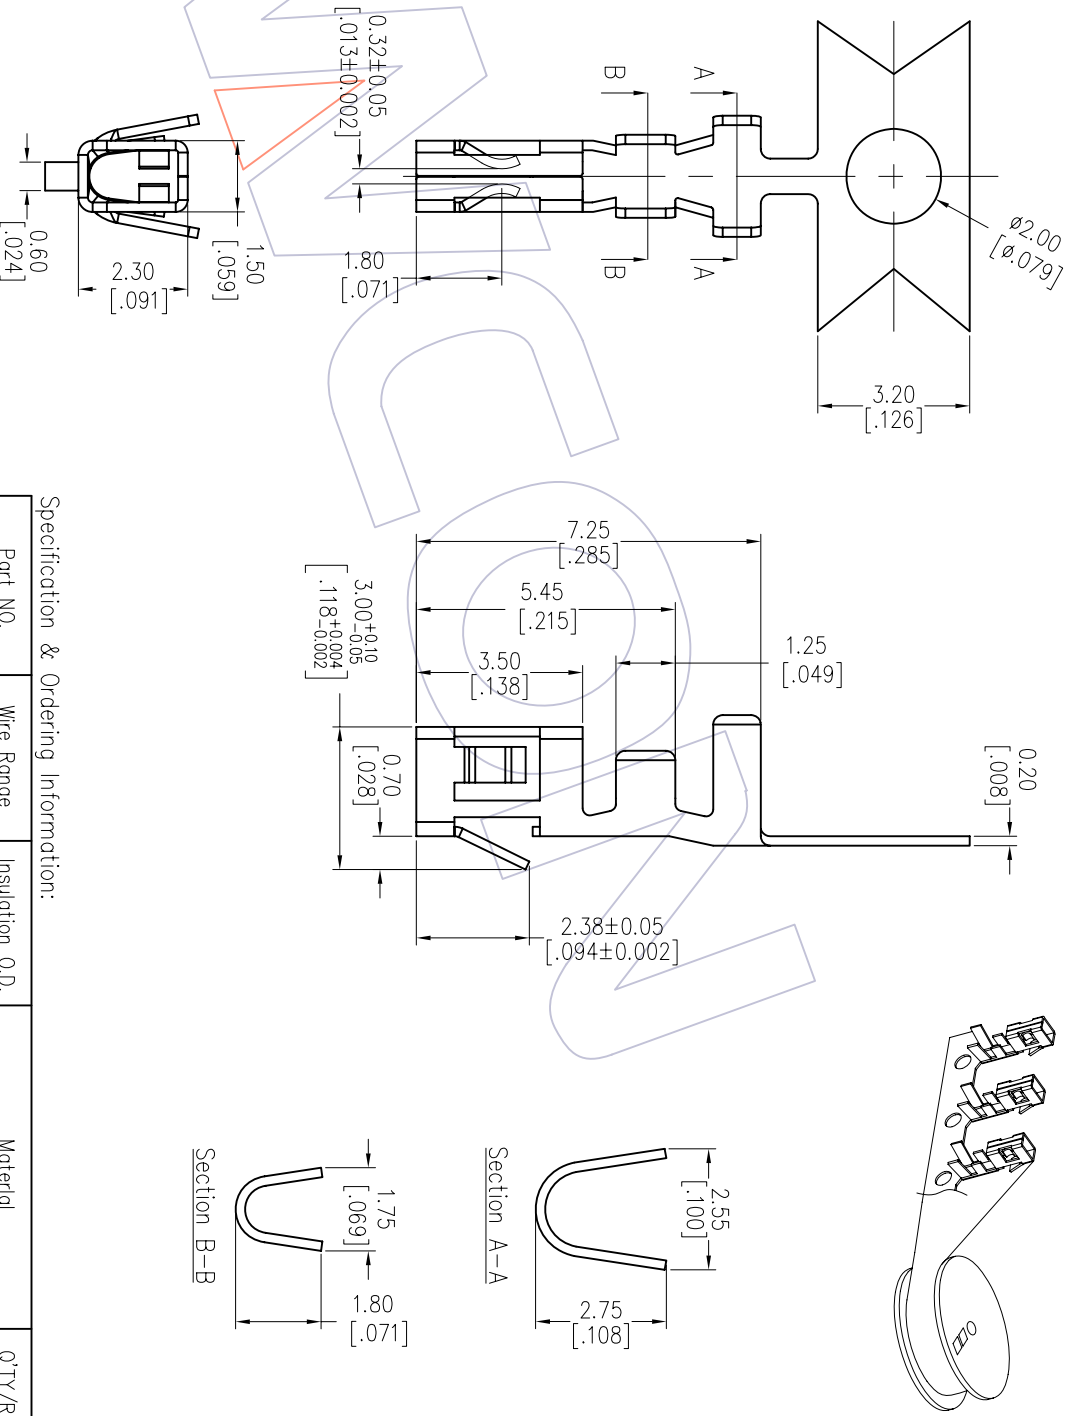 ø2.00
[ø.079]
3.20
[.126]
A
A
B
B
0.32±0.05
[.013±0.002]
1.80
[.071]
1.50
[.059]
2.30
[.091]
0.60
[.024]
7.25
[.285]
5.45
[.215]
3.50
[.138]
1.25
[.049]
0.20
[.008]
3.00+0.10 -0.05
[.118+0.004 -0.002]
0.70
[.028]
2.38±0.05
[.094±0.002]
2.55
[.100]
2.75
[.108]
Section A-A
1.75
[.069]
1.80
[.071]
Section B-B
Specification & Ordering Information:
Part NO.
Wire Range
Insulation O.D.
Material
Q'TY/R